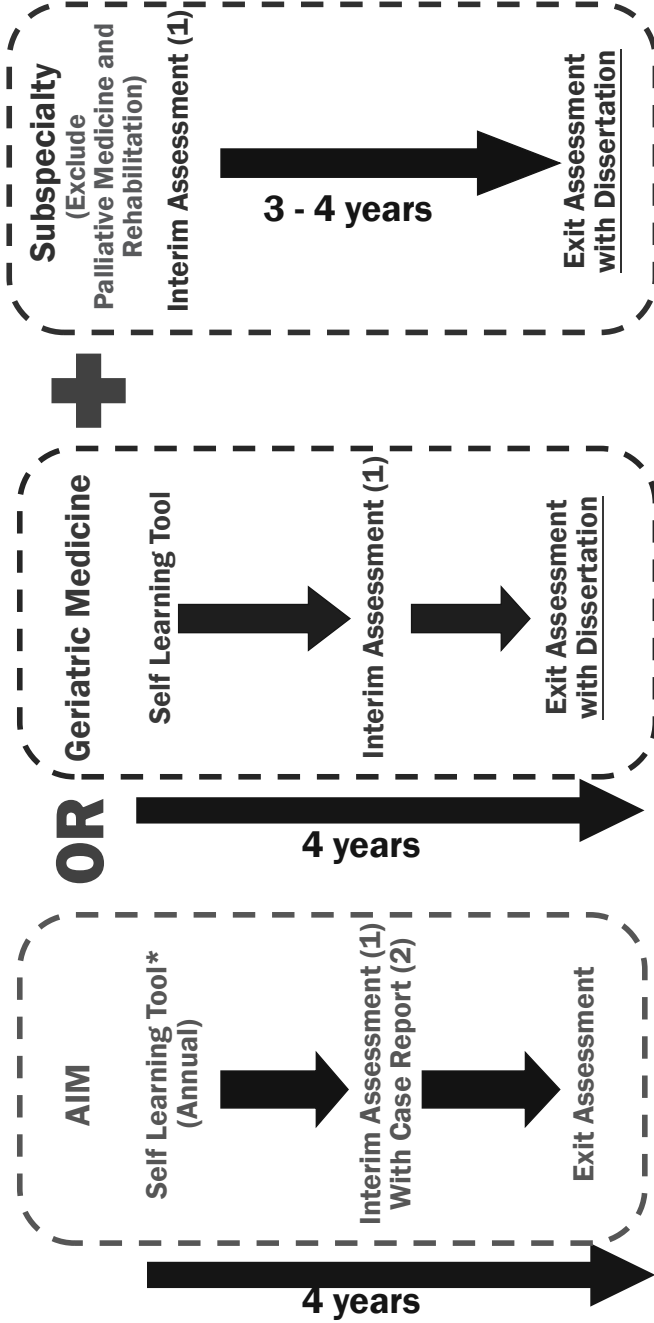 4 years
AIM
Self Learning Tool*
(Annual)
Interim Assessment (1)
With Case Report (2)
Exit Assessment
OR
4 years
Geriatric Medicine
Self Learning Tool
Interim Assessment (1)
Exit Assessment
with Dissertation
Subspecialty
(Exclude
Palliative Medicine and
Rehabilitation)
Interim Assessment (1)
3 - 4 years
Exit Assessment
with Dissertation